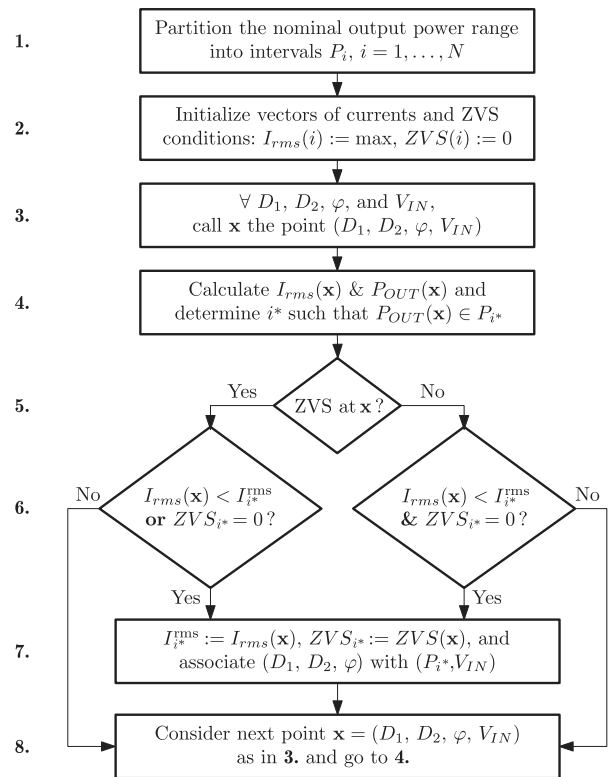 1.
Partition the nominal output power range
into intervals P_i, i = 1, . . . , N
2.
Initialize vectors of currents and ZVS
conditions: I_rms(i) := max, ZVS(i) := 0
3.
∀ D_1, D_2, φ, and V_IN,
call x the point (D_1, D_2, φ, V_IN)
4.
Calculate I_rms(x) & P_OUT(x) and
determine i* such that P_OUT(x) ∈ P_i*
5.
Yes
ZVS at x ?
No
6.
No
I_rms(x) < I_i*^rms
or ZVS_i* = 0 ?
Yes
I_rms(x) < I_i*^rms
& ZVS_i* = 0 ?
No
Yes
7.
I_i*^rms := I_rms(x), ZVS_i* := ZVS(x), and
associate (D_1, D_2, φ) with (P_i*,V_IN)
8.
Consider next point x = (D_1, D_2, φ, V_IN)
as in 3. and go to 4.